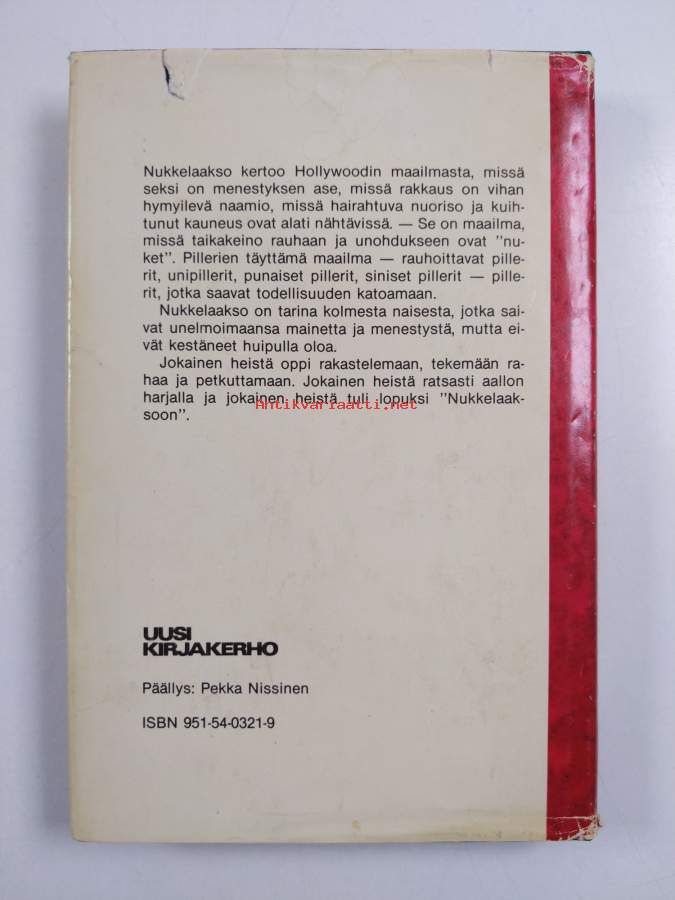 Nukkelaakso kertoo Hollywoodin maailmasta, missä
seksi on menestyksen ase, missä rakkaus on vihan
hymyilevä naamio, missä hairahtuva nuoriso ja kuih-
tunut kauneus ovat alati nähtävissä. — Se on maailma,
missä taikakeino rauhaan ja unohdukseen ovat "nu-
ket". Pillerien täyttämä maailma — rauhoittavat pille-
rit, unipillerit, punaiset pillerit, siniset pillerit — pille-
rit, jotka saavat todellisuuden katoamaan.
Nukkelaakso on tarina kolmesta naisesta, jotka sai-
vat unelmoimaansa mainetta ja menestystä, mutta ei-
vät kestäneet huipulla oloa.
Jokainen heistä oppi rakastelemaan, tekemään ra-
haa ja petkuttamaan. Jokainen heistä ratsasti aallon
harjalla ja jokainen heistä tuli lopuksi "Nukkelaak-
Antikvariaatti.net
soon".
UUSI
KIRJAKERHO
Päällys: Pekka Nissinen
ISBN 951-54-0321-9